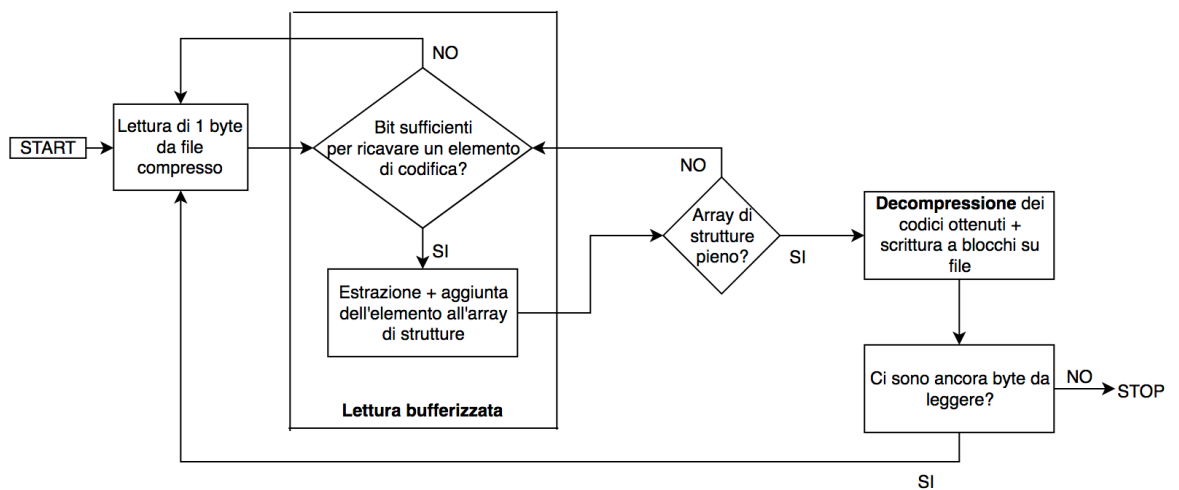 START
Lettura di 1 byte
da file
compresso
NO
Bit sufficienti
per ricavare un elemento
di codifica?
SI
Estrazione + aggiunta
dell'elemento all'array
di strutture
Lettura bufferizzata
NO
Array di
strutture
pieno?
SI
Decompressione dei
codici ottenuti +
scrittura a blocchi su
file
Ci sono ancora byte da
leggere?
NO
STOP
SI